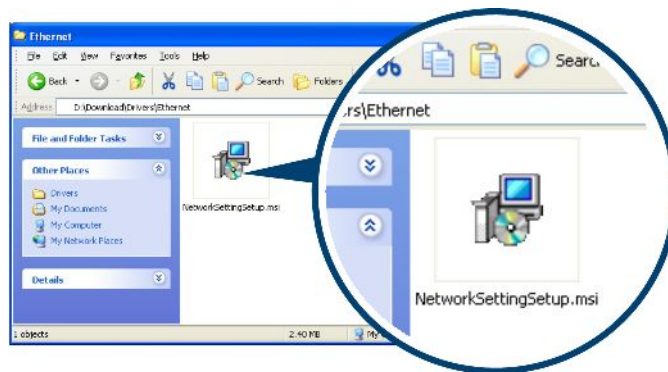 Ethernet
File Edit View Favorites Tools Help
Back Search Folders
Address D:\Download\Drivers\Ethernet
File and Folder Tasks
Other Places
Drivers
My Documents
My Computer
My Network Places
Details
NetworkSettingSetup.msi
1 objects 2.40 MB My
Searc
rs\Ethernet
NetworkSettingSetup.msi